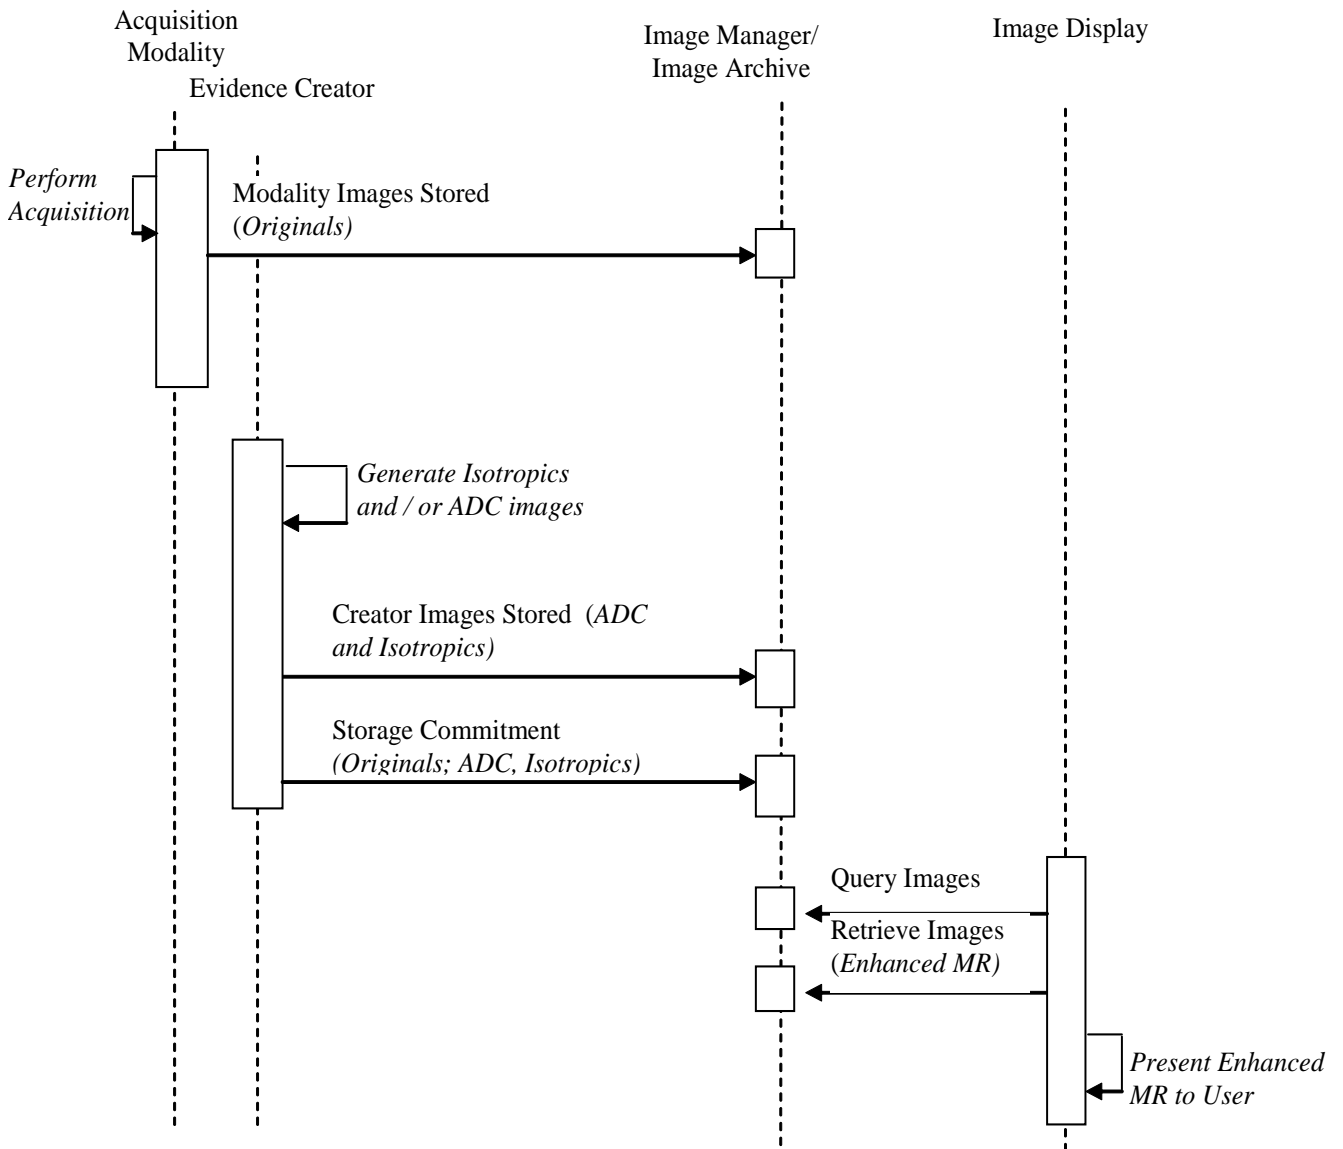 Acquisition
Modality
Evidence Creator
Image Manager/
Image Archive
Image Display
Perform
Acquisition
Modality Images Stored
(Originals)
Generate Isotropics
and / or ADC images
Creator Images Stored  (ADC
and Isotropics)
Storage Commitment
(Originals; ADC, Isotropics)
Query Images
Retrieve Images
(Enhanced MR)
Present Enhanced
MR to User